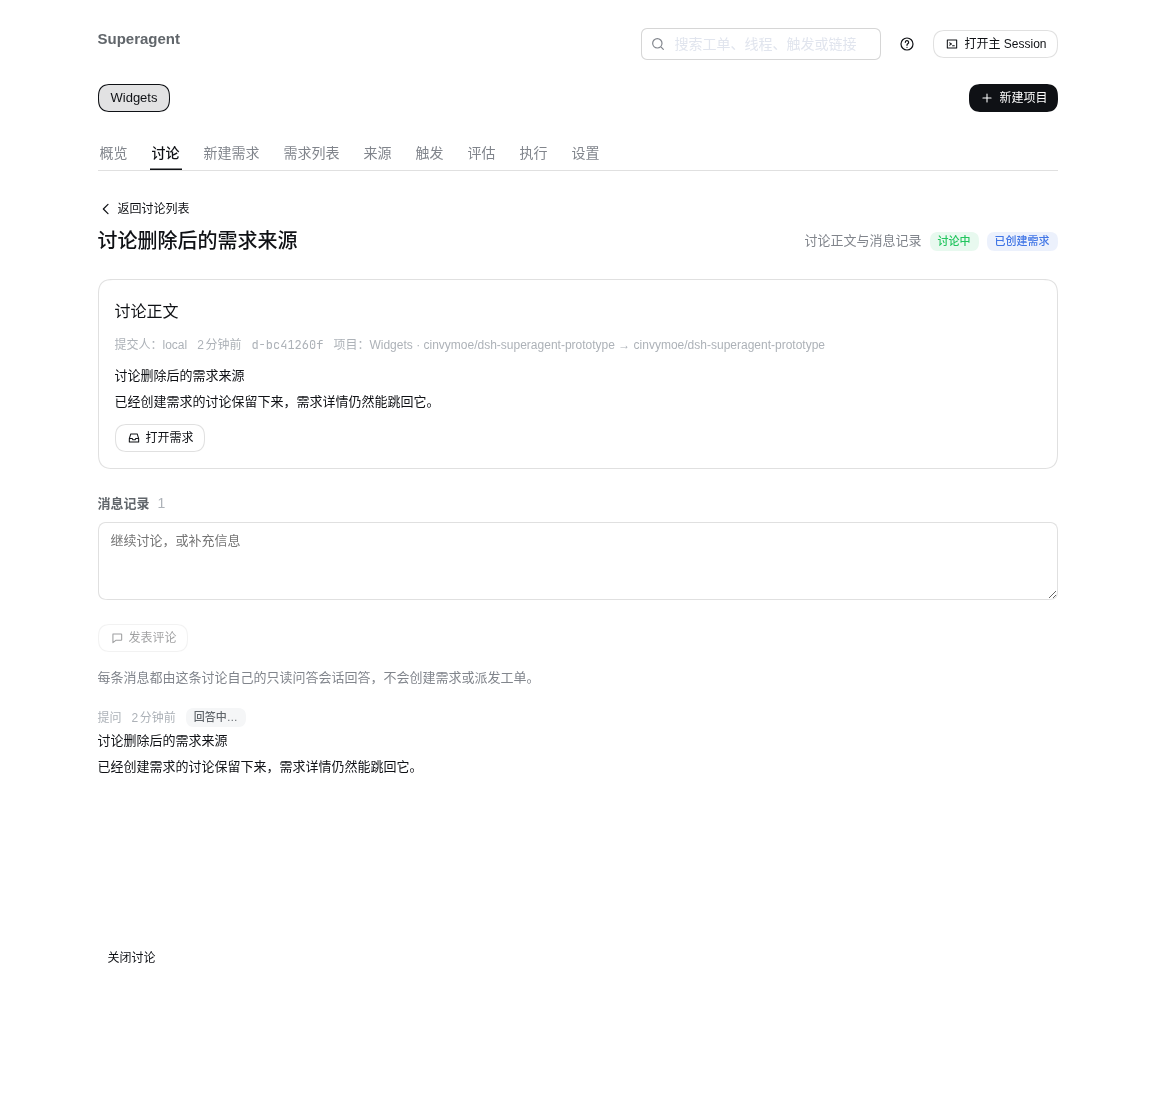 Superagent
搜索工单、线程、触发或链接
打开主 Session
Widgets
新建项目
概览 讨论 新建需求 需求列表 来源 触发 评估 执行 设置
返回讨论列表
讨论删除后的需求来源
讨论正文与消息记录 讨论中 已创建需求
讨论正文
提交人：local 2 分钟前 d-bc41260f 项目：Widgets · cinvymoe/dsh-superagent-prototype → cinvymoe/dsh-superagent-prototype
讨论删除后的需求来源
已经创建需求的讨论保留下来，需求详情仍然能跳回它。
打开需求
消息记录 1
继续讨论，或补充信息
发表评论
每条消息都由这条讨论自己的只读问答会话回答，不会创建需求或派发工单。
提问 2 分钟前 回答中…
讨论删除后的需求来源
已经创建需求的讨论保留下来，需求详情仍然能跳回它。
关闭讨论